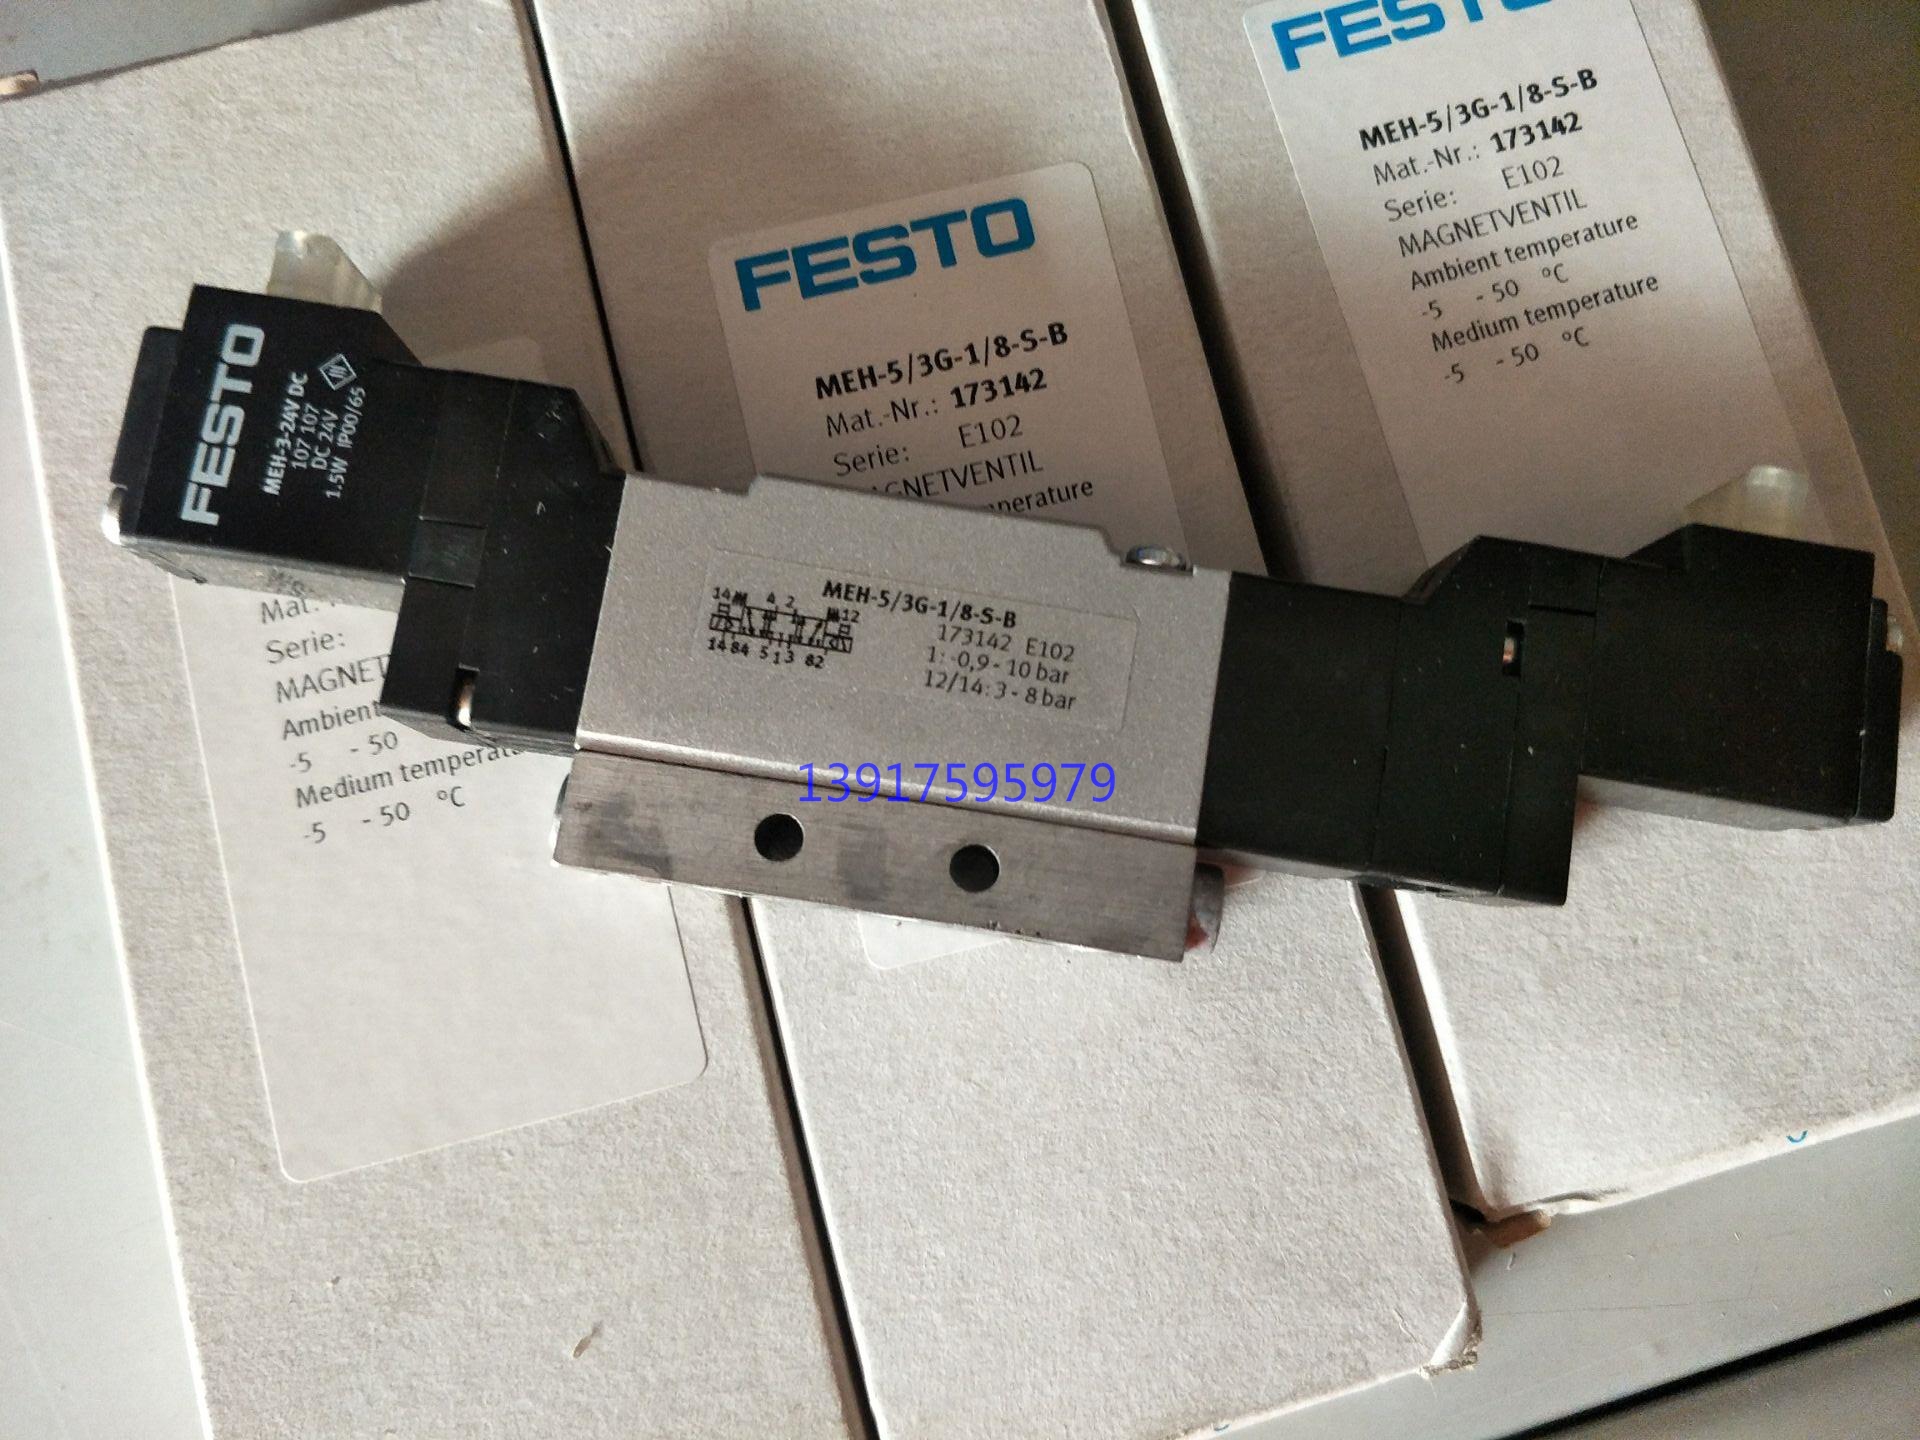 FESTO
MEH-5/3G-1/8-S-B
Mat.-Nr.: 173142
Serie: E102
MAGNETVENTIL
Ambient temperature
-5 - 50 °C
Medium temperature
-5 - 50 °C
FESTO
MEH-5/3G-1/8-S-B
Mat.-Nr.: 173142
Serie: E102
FESTO
MEH-3-24V DC
107 107
DC 24V
1.5W IP00/65
14 4 2 12
14 84 5 1 3 82
MEH-5/3G-1/8-S-B
173142 E102
1: -0,9 - 10 bar
12/14: 3 - 8 bar
Serie:
-5 - 50
Medium
-5 - 50 °C
13917595979